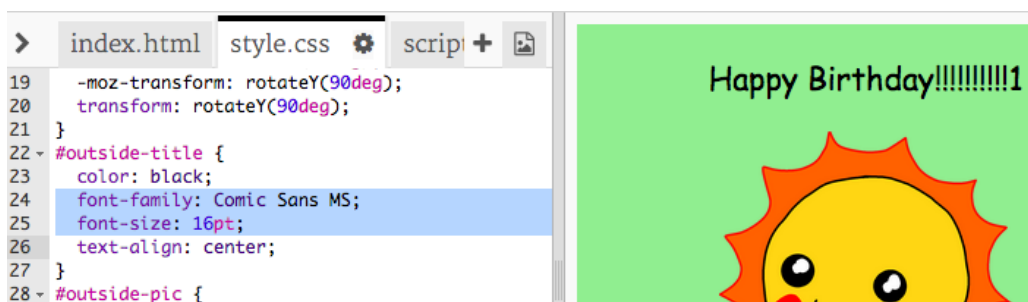 index.html style.css script
19 -moz-transform: rotateY(90deg);
20 transform: rotateY(90deg);
21 }
22 #outside-title {
23 color: black;
24 font-family: Comic Sans MS;
25 font-size: 16pt;
26 text-align: center;
27 }
28 #outside-pic {
Happy Birthday!!!!!!!!!!1